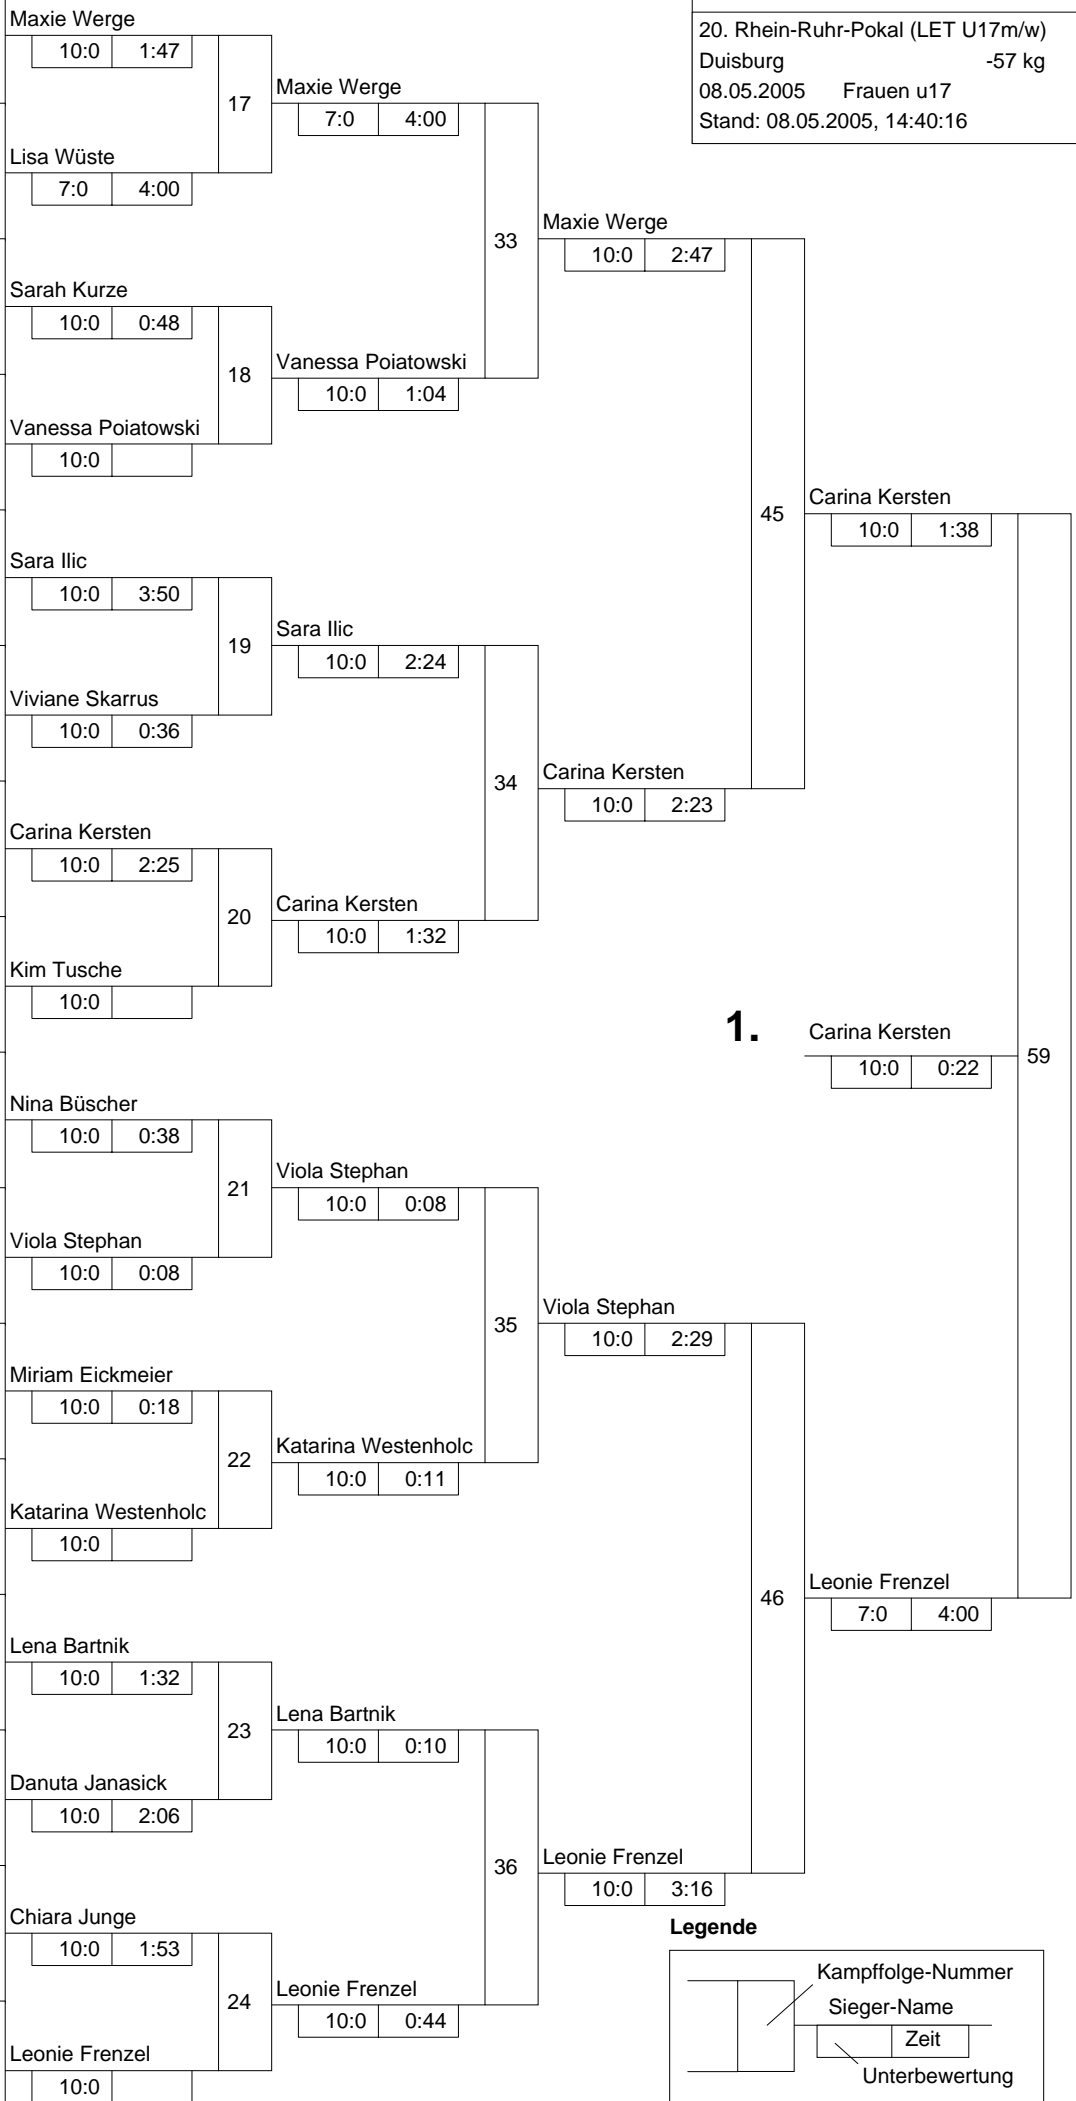 20. Rhein-Ruhr-Pokal (LET U17m/w)
Duisburg -57 kg
08.05.2005 Frauen u17
Stand: 08.05.2005, 14:40:16
Maxie Werge
10:0 1:47
17
Lisa Wüste
7:0 4:00
Sarah Kurze
10:0 0:48
18
Vanessa Poiatowski
10:0
Sara Ilic
10:0 3:50
19
Viviane Skarrus
10:0 0:36
Carina Kersten
10:0 2:25
20
Kim Tusche
10:0
Nina Büscher
10:0 0:38
21
Viola Stephan
10:0 0:08
Miriam Eickmeier
10:0 0:18
22
Katarina Westenholc
10:0
Lena Bartnik
10:0 1:32
23
Danuta Janasick
10:0 2:06
Chiara Junge
10:0 1:53
24
Leonie Frenzel
10:0
Maxie Werge
7:0 4:00
33
Vanessa Poiatowski
10:0 1:04
Sara Ilic
10:0 2:24
34
Carina Kersten
10:0 1:32
Viola Stephan
10:0 0:08
35
Katarina Westenholc
10:0 0:11
Lena Bartnik
10:0 0:10
36
Leonie Frenzel
10:0 0:44
Maxie Werge
10:0 2:47
45
Carina Kersten
10:0 2:23
Viola Stephan
10:0 2:29
46
Leonie Frenzel
10:0 3:16
Carina Kersten
10:0 1:38
59
Leonie Frenzel
7:0 4:00
1. Carina Kersten
10:0 0:22
Legende
Kampffolge-Nummer
Sieger-Name
Zeit
Unterbewertung